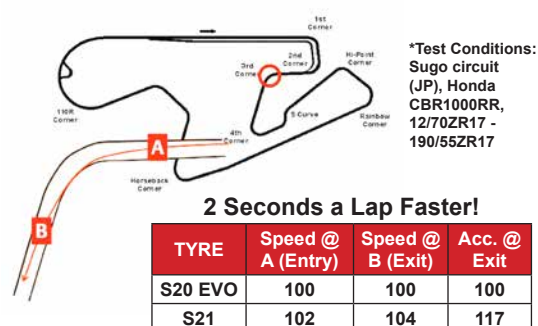 1st
Corner
2nd
Corner
3rd
Corner
Hi-Point
Corner
*Test Conditions:
Sugo circuit
(JP), Honda
CBR1000RR,
12/70ZR17 -
190/55ZR17
110R
Corner
S Curve
Rainbow
Corner
4th
Corner
A
Horseback
Corner
B
2 Seconds a Lap Faster!
TYRE Speed @ A (Entry) Speed @ B (Exit) Acc. @ Exit
S20 EVO 100 100 100
S21 102 104 117